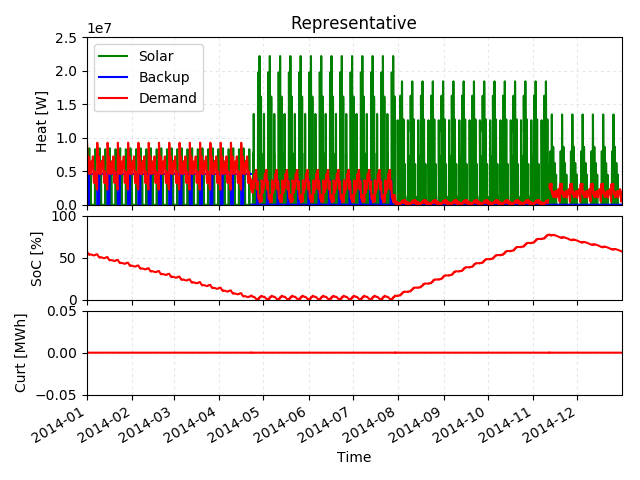 Representative
1e7
Heat [W]
2.5
2.0
1.5
1.0
0.5
0.0
Solar
Backup
Demand
SoC [%]
100
50
0
Curt [MWh]
0.05
0.00
−0.05
2014-01
2014-02
2014-03
2014-04
2014-05
2014-06
2014-07
2014-08
2014-09
2014-10
2014-11
2014-12
Time